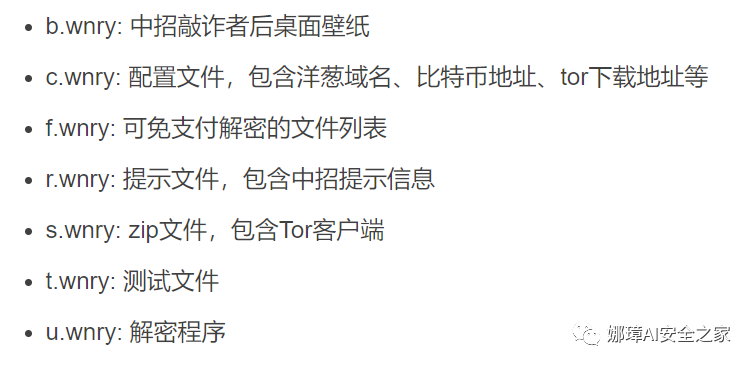 b.wnry: 中招敲诈者后桌面壁纸
c.wnry: 配置文件，包含洋葱域名、比特币地址、tor下载地址等
f.wnry: 可免支付解密的文件列表
r.wnry: 提示文件，包含中招提示信息
s.wnry: zip文件，包含Tor客户端
t.wnry: 测试文件
u.wnry: 解密程序
娜璋AI安全之家